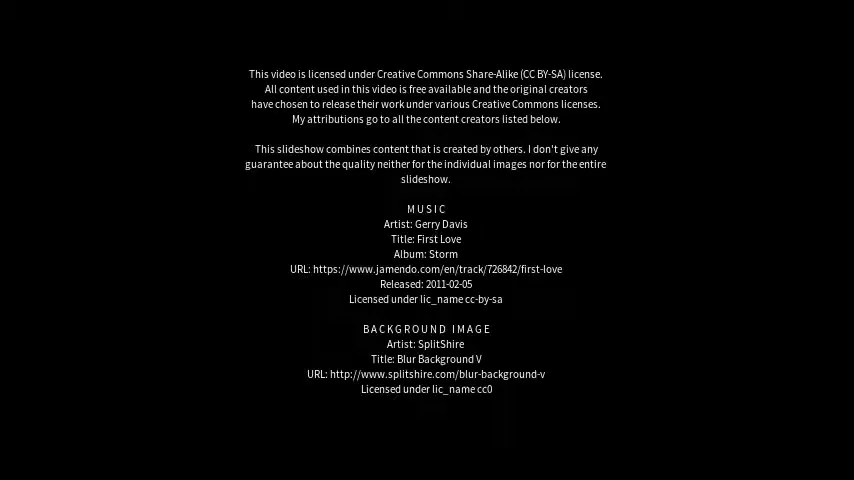 This video is licensed under Creative Commons Share-Alike (CC BY-SA) license.
All content used in this video is free available and the original creators
have chosen to release their work under various Creative Commons licenses.
My attributions go to all the content creators listed below.
This slideshow combines content that is created by others. I don't give any
guarantee about the quality neither for the individual images nor for the entire
slideshow.
MUSIC
Artist: Gerry Davis
Title: First Love
Album: Storm
URL: https://www.jamendo.com/en/track/726842/first-love
Released: 2011-02-05
Licensed under lic_name cc-by-sa
BACKGROUND IMAGE
Artist: SplitShire
Title: Blur Background V
URL: http://www.splitshire.com/blur-background-v
Licensed under lic_name cc0